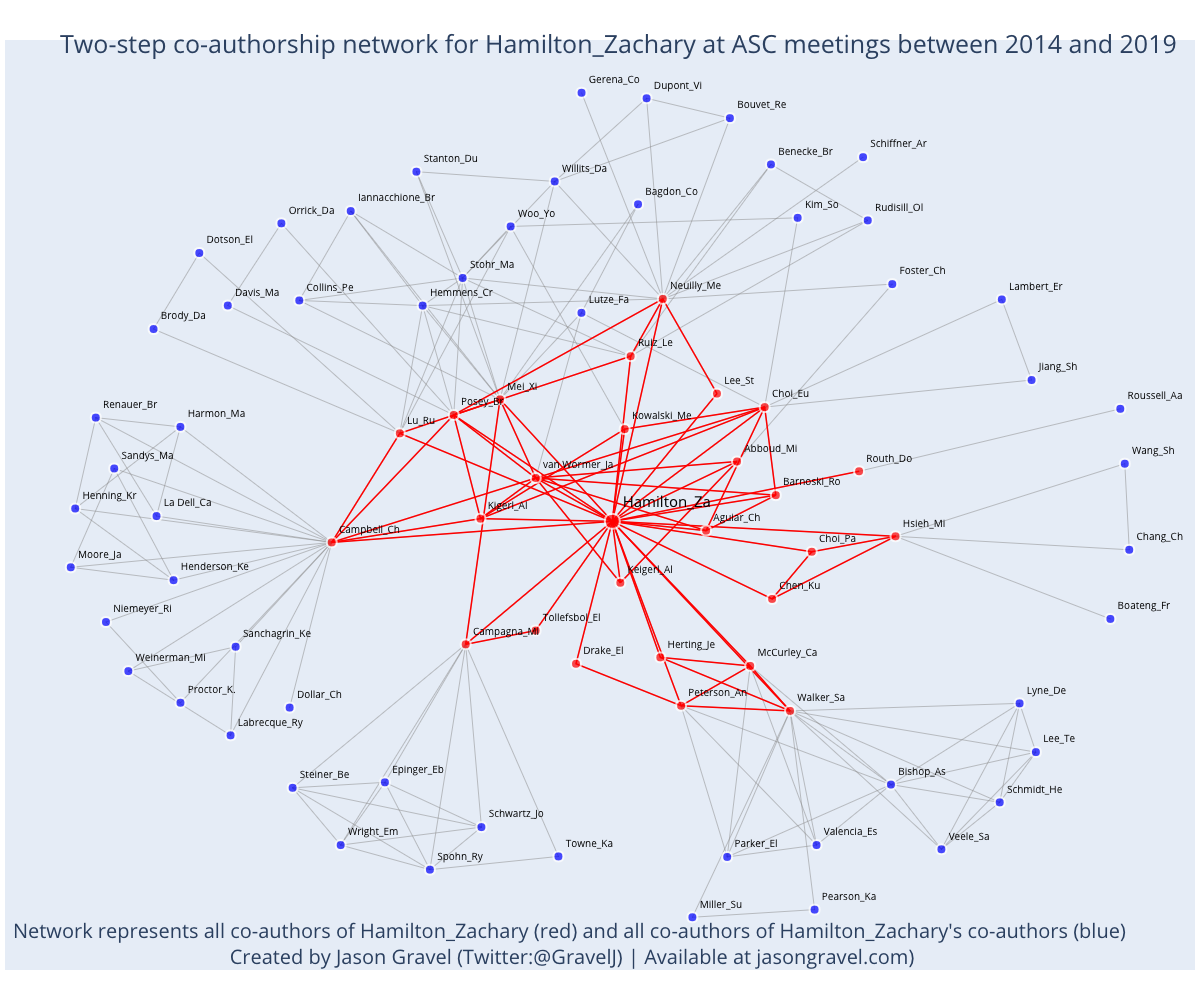 Two-step co-authorship network for Hamilton_Zachary at ASC meetings between 2014 and 2019
Gerena_Co
Dupont_Vi
Bouvet_Re
Schiffner_Ar
Benecke_Br
Stanton_Du
Willits_Da
Bagdon_Co
Iannacchione_Br
Kim_So
Rudisill_Ol
Orrick_Da
Woo_Yo
Dotson_El
Stohr_Ma
Foster_Ch
Collins_Pe
Neuilly_Me
Lambert_Er
Davis_Ma
Hemmens_Cr
Lutze_Fa
Brody_Da
Ruiz_Le
Jiang_Sh
Mei_Xi
Lee_St
Choi_Eu
Roussell_Aa
Posey_Br
Renauer_Br
Harmon_Ma
Lu_Ru
Kowalski_Me
Abboud_Mi
Wang_Sh
Sandys_Ma
van Wormer_Ja
Routh_Do
Barnoski_Ro
Henning_Kr
La Dell_Ca
Kigerl_Al
Hamilton_Za
Aguiar_Ch
Hsieh_Mi
Campbell_Ch
Choi_Pa
Chang_Ch
Moore_Ja
Henderson_Ke
Keigerl_Al
Chen_Ku
Niemeyer_Ri
Boateng_Fr
Tollefsbol_El
Sanchagrin_Ke
Campagna_Mi
Drake_El
Herting_Je
McCurley_Ca
Weinerman_Mi
Proctor_K.
Dollar_Ch
Peterson_An
Walker_Sa
Lyne_De
Labrecque_Ry
Lee_Te
Steiner_Be
Epinger_Eb
Bishop_As
Schmidt_He
Schwartz_Jo
Wright_Em
Valencia_Es
Veele_Sa
Spohn_Ry
Towne_Ka
Parker_El
Miller_Su
Pearson_Ka
Network represents all co-authors of Hamilton_Zachary (red) and all co-authors of Hamilton_Zachary's co-authors (blue)
Created by Jason Gravel (Twitter:@GravelJ) | Available at jasongravel.com)